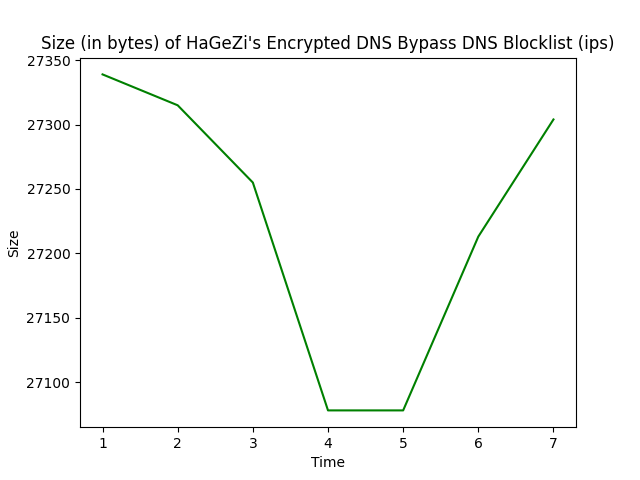 Size (in bytes) of HaGeZi's Encrypted DNS Bypass DNS Blocklist (ips)
27350
27300
27250
27200
27150
27100
Size
1 2 3 4 5 6 7
Time